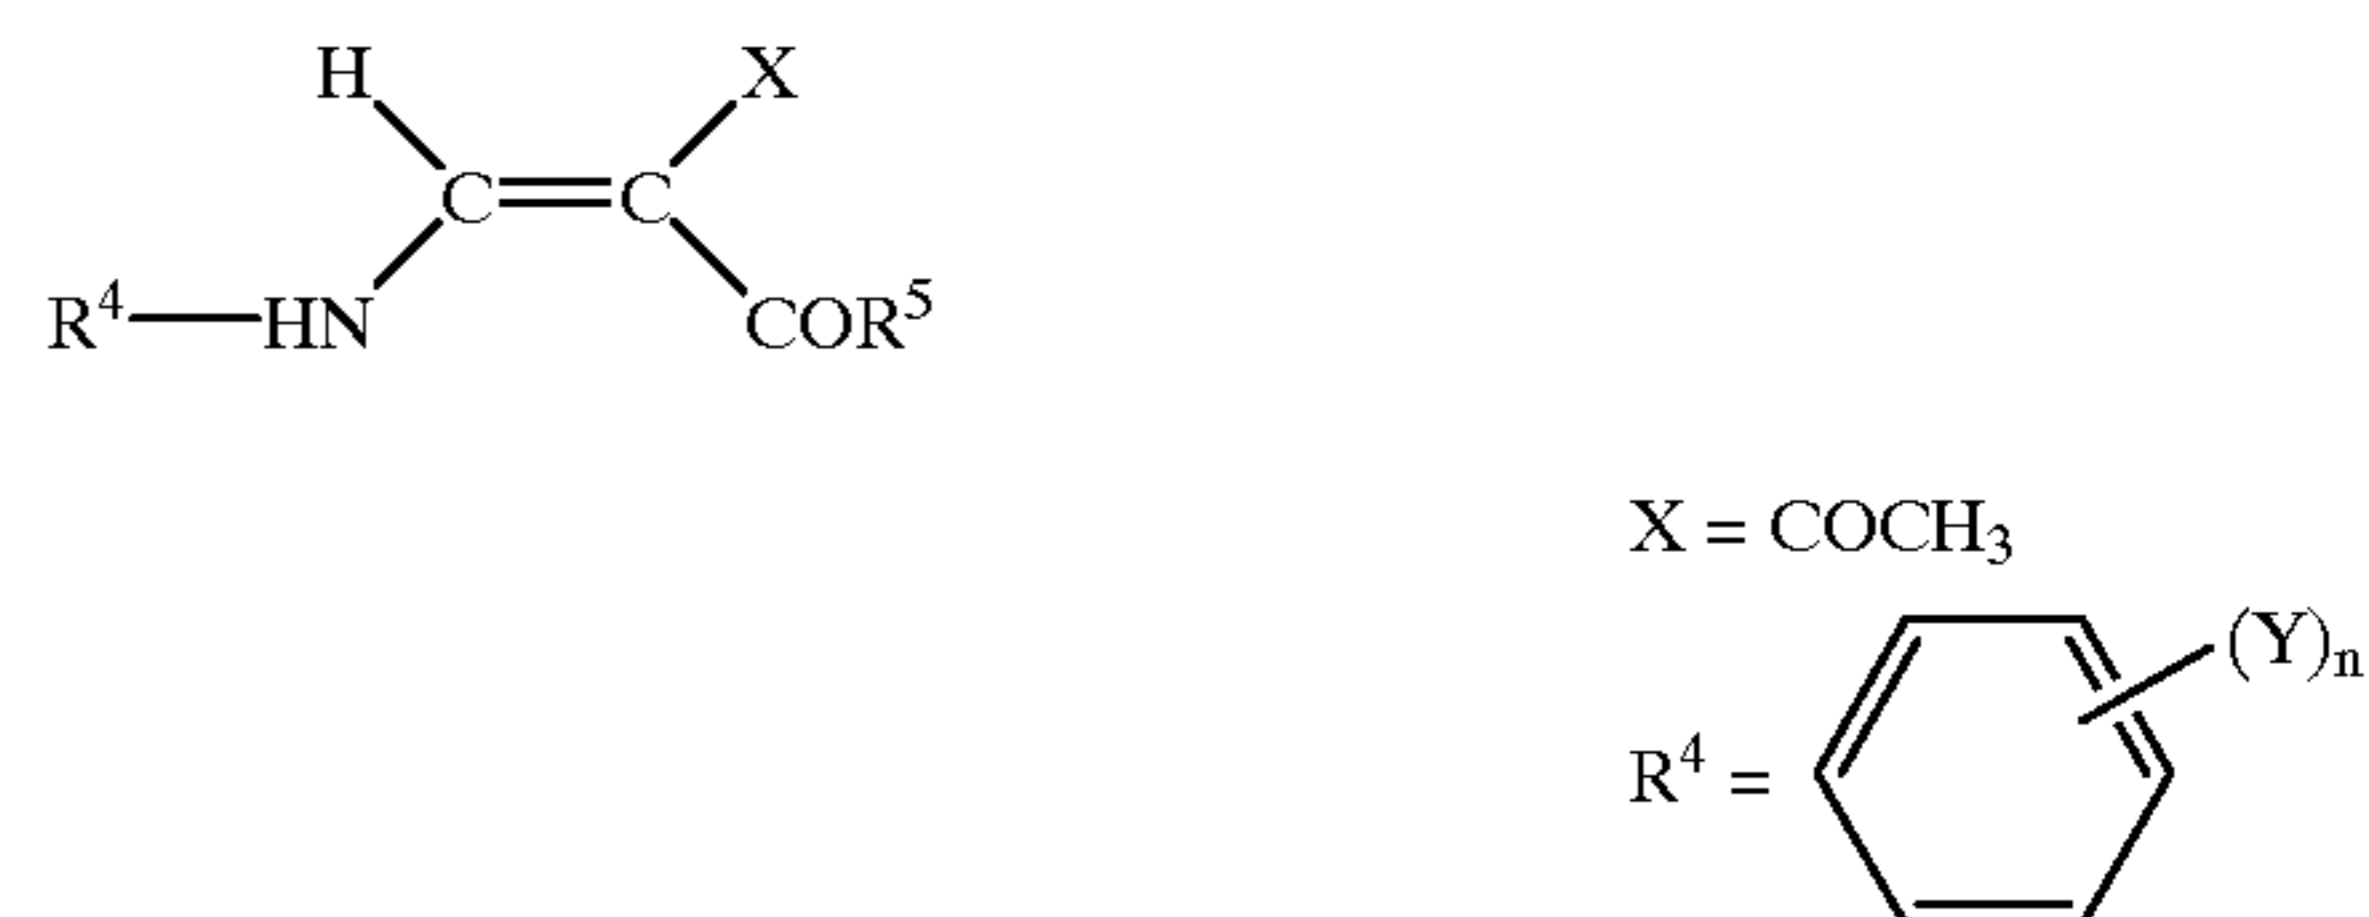 H X
C C
R⁴ HN COR⁵
X = COCH₃
(Y)ₙ
R⁴ =